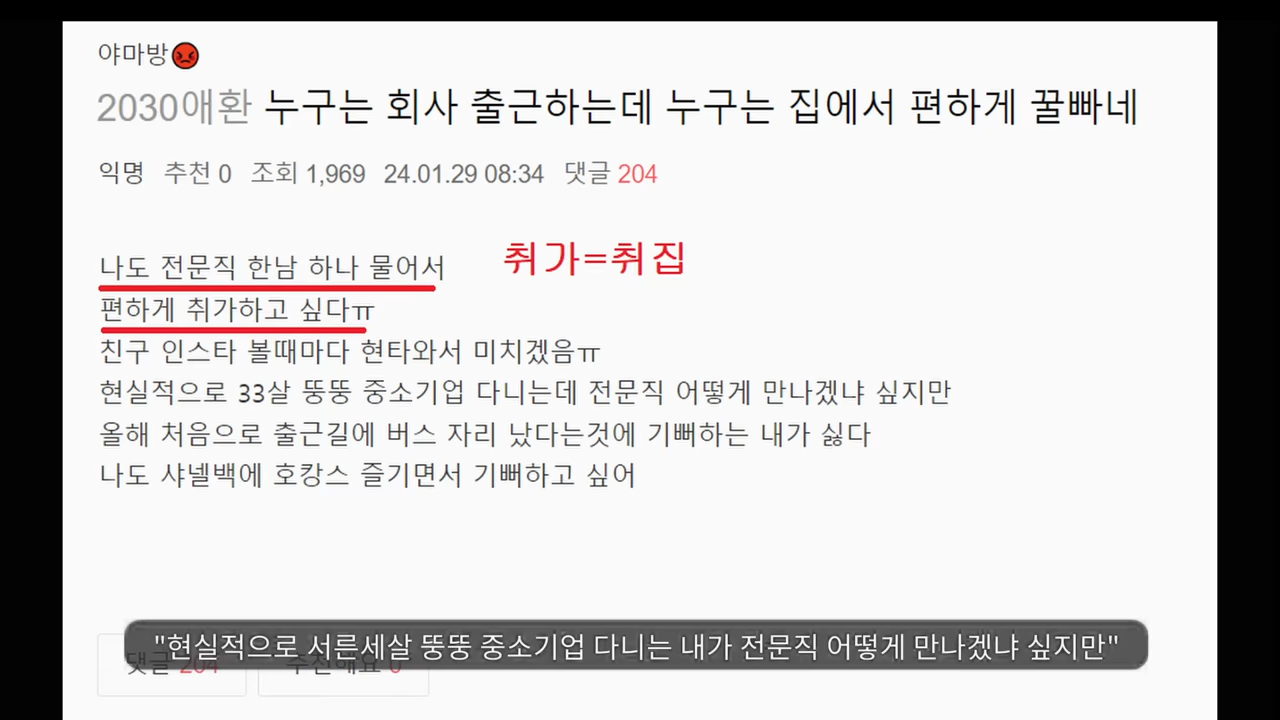 야마방
2030애환 누구는 회사 출근하는데 누구는 집에서 편하게 꿀빠네
익명 추천 0 조회 1,969 24.01.29 08:34 댓글 204
취가=취집
나도 전문직 한남 하나 물어서
편하게 취가하고 싶다ㅠ
친구 인스타 볼때마다 현타와서 미치겠음ㅠ
현실적으로 33살 뚱뚱 중소기업 다니는데 전문직 어떻게 만나겠냐 싶지만
올해 처음으로 출근길에 버스 자리 났다는것에 기뻐하는 내가 싫다
나도 샤넬백에 호캉스 즐기면서 기뻐하고 싶어
"현실적으로 서른세살 뚱뚱 중소기업 다니는 내가 전문직 어떻게 만나겠냐 싶지만"
댓글 204 추천해요 0